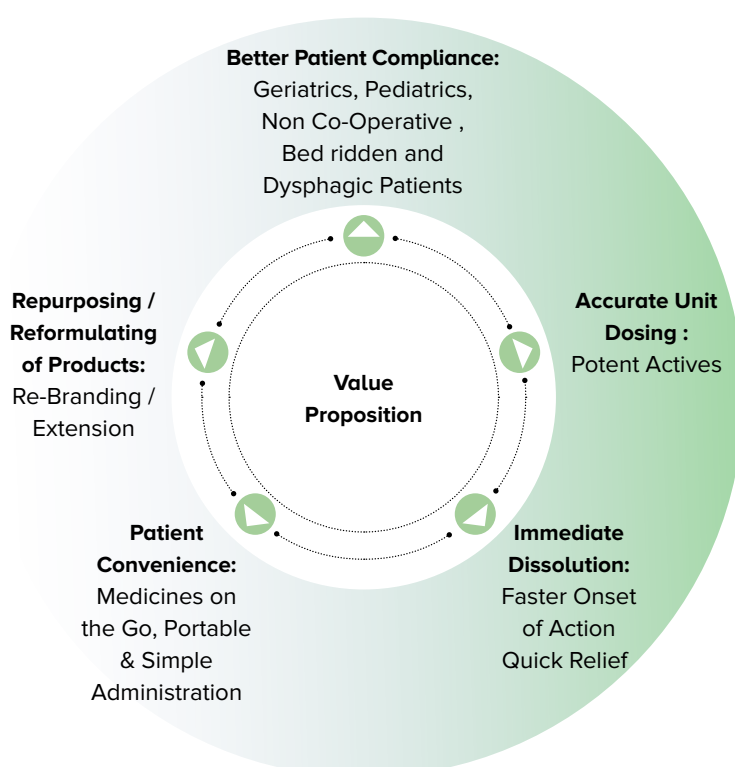 Better Patient Compliance:
Geriatrics, Pediatrics,
Non Co-Operative ,
Bed ridden and
Dysphagic Patients
Repurposing /
Reformulating
of Products:
Re-Branding /
Extension
Accurate Unit
Dosing :
Potent Actives
Value
Proposition
Patient
Convenience:
Medicines on
the Go, Portable
& Simple
Administration
Immediate
Dissolution:
Faster Onset
of Action
Quick Relief